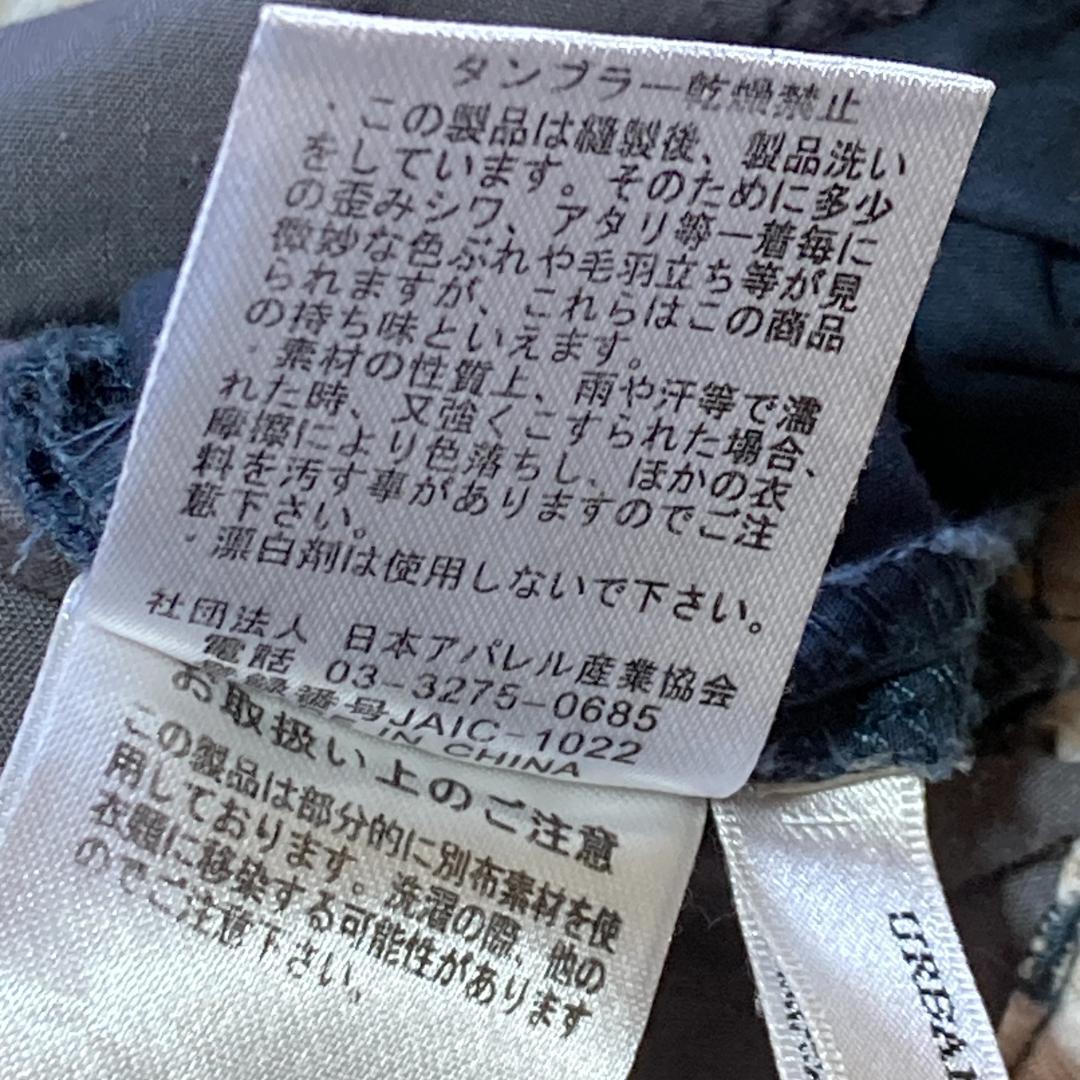 タンブラー乾燥禁止
・この製品は縫製後、製品洗い
をしています。そのために多少
の歪みシワ、アタリ等一着毎に
微妙な色ぶれや毛羽立ち等が見
られますが、これらはこの商品
の持ち味といえます。
・素材の性質上、雨や汗等で濡
れた時、又強くこすられた場合、
摩擦により色落ちし、ほかの衣
料を汚す事がありますのでご注
意下さい。
・漂白剤は使用しないで下さい。
社団法人 日本アパレル産業協会
電話 03-3275-0685
番号JAIC-1022
IN CHINA
お取扱い上のご注意
この製品は部分的に別布素材を使
用しております。洗濯の際、他の
衣類に移染する可能性があります
のでご注意下さい。